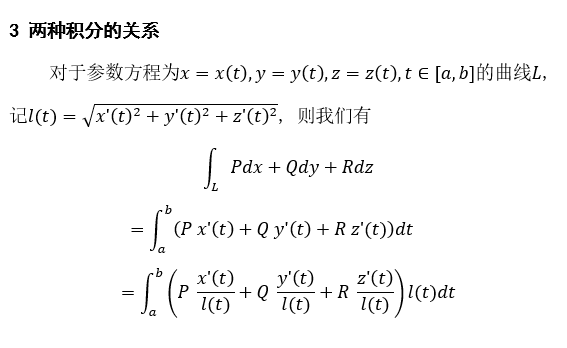 3 两种积分的关系
对于参数方程为x = x(t), y = y(t), z = z(t), t ∈ [a, b]的曲线L,
记l(t) = √(x'(t)² + y'(t)² + z'(t)²)，则我们有
∫_L Pdx + Qdy + Rdz
= ∫_a^b (P x'(t) + Q y'(t) + R z'(t))dt
= ∫_a^b (P x'(t)/l(t) + Q y'(t)/l(t) + R z'(t)/l(t)) l(t)dt